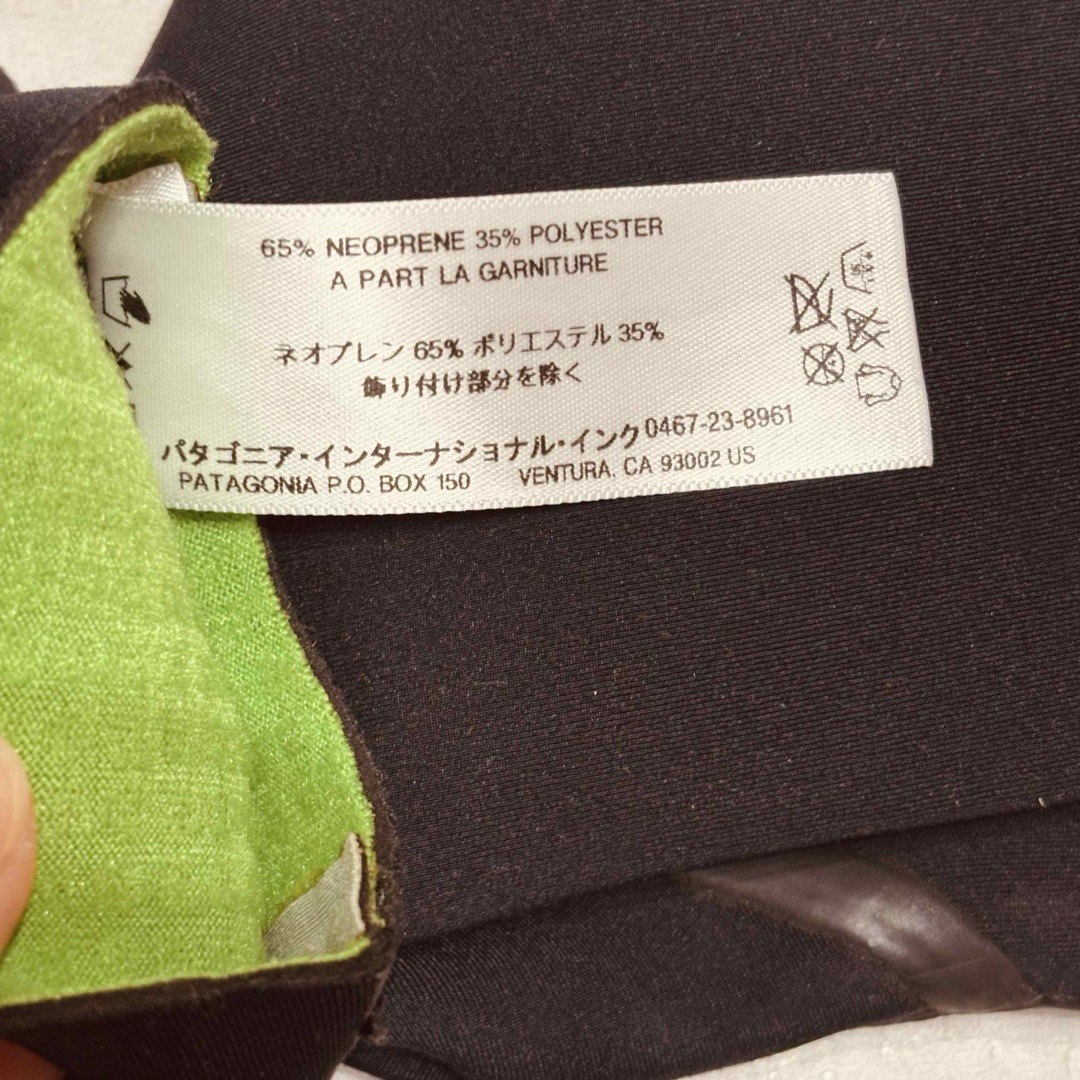 65% NEOPRENE 35% POLYESTER
A PART LA GARNITURE
ネオプレン 65% ポリエステル 35%
飾り付け部分を除く
パタゴニア・インターナショナル・インク 0467-23-8961
PATAGONIA P.O. BOX 150 VENTURA, CA 93002 US